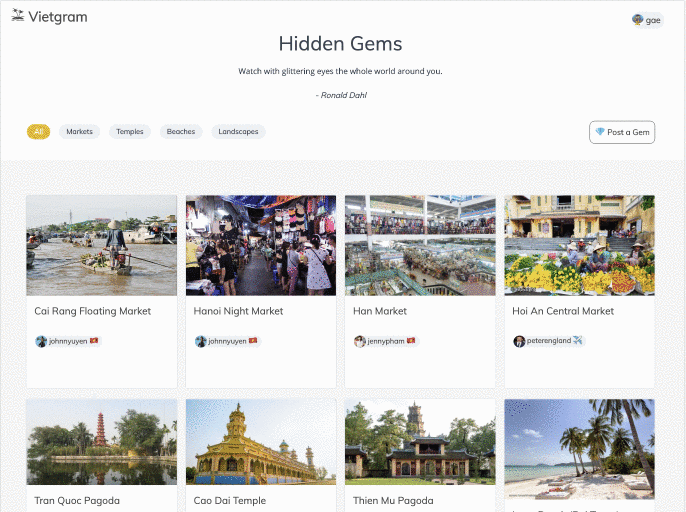 Vietgram
gae
Hidden Gems
Watch with glittering eyes the whole world around you.
- Ronald Dahl
All
Markets
Temples
Beaches
Landscapes
Post a Gem
Cai Rang Floating Market
Hanoi Night Market
Han Market
Hoi An Central Market
johnnyuyen
johnnyuyen
jennypham
peterengland
Tran Quoc Pagoda
Cao Dai Temple
Thien Mu Pagoda